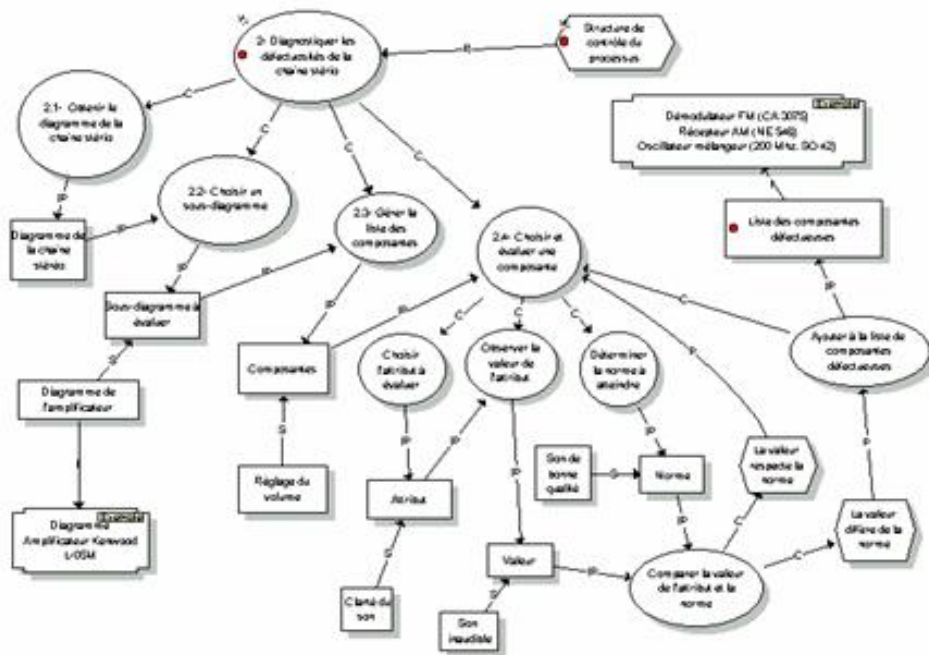 2- Diagnostiquer les
défectuosités de la
chaîne stéréo
R
Structure de
contrôle du
processus
2.1- Obtenir le
diagramme de la
chaîne stéréo
C
C
C
C
Exemple
Démodulateur FM (CA 3075)
Récepteur AM (NE 546)
Oscillateur mélangeur (200 Mhz, SO 42)
2.2- Choisir un
sous-diagramme
2.3- Gérer la
liste des
composantes
2.4- Choisir et
évaluer une
composante
IP
I
Diagramme de
la chaîne
stéréo
IP
Liste des composantes
défectueuses
IP
IP
IP
IP
Sous-diagramme à
évaluer
IP
C
Composantes
C
C
C
Choisir
l'attribut à
évaluer
Observer la
valeur de
l'attribut
Déterminer
la norme à
atteindre
P
Ajouter à la liste de
composantes
défectueuses
S
Diagramme de
l'amplificateur
S
IP
IP
IP
IP
P
I
Réglage du
volume
Attribut
Son de
bonne
qualité
S
Norme
La valeur
respecte la
norme
Exemple
Diagramme
Amplificateur Kenwood
L-05M
IP
C
La valeur
diffère de la
norme
S
Valeur
IP
C
Comparer la valeur
de l'attribut et la
norme
Clarté du
son
S
Son
inaudible